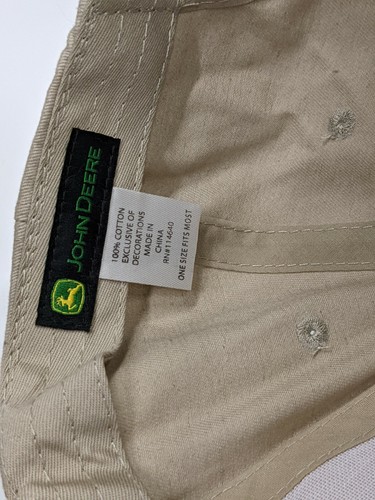 JOHN DEERE
100% COTTON
EXCLUSIVE OF
DECORATIONS
MADE IN
CHINA
RN#114640
ONE SIZE FITS MOST